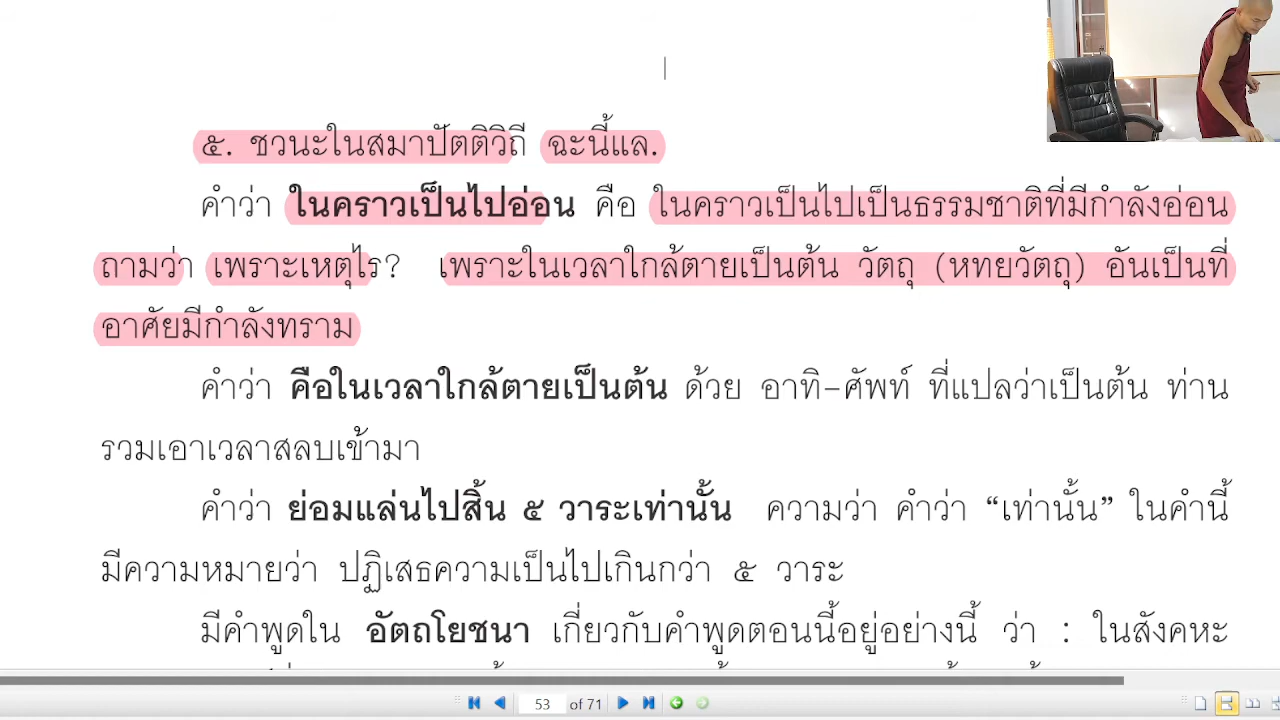 ๕. ชวนะในสมาปัตติวิถี ฉะนี้แล.
คำว่า ในคราวเป็นไปอ่อน คือ ในคราวเป็นไปเป็นธรรมชาติที่มีกำลังอ่อน
ถามว่า เพราะเหตุไร? เพราะในเวลาใกล้ตายเป็นต้น วัตถุ (หทยวัตถุ) อันเป็นที่
อาศัยมีกำลังทราม
คำว่า คือในเวลาใกล้ตายเป็นต้น ด้วย อาทิ-ศัพท์ ที่แปลว่าเป็นต้น ท่าน
รวมเอาเวลาสลบเข้ามา
คำว่า ย่อมแล่นไปสิ้น ๕ วาระเท่านั้น ความว่า คำว่า “เท่านั้น” ในคำนี้
มีความหมายว่า ปฏิเสธความเป็นไปเกินกว่า ๕ วาระ
มีคำพูดใน อัตถโยชนา เกี่ยวกับคำพูดตอนนี้อยู่อย่างนี้ ว่า : ในสังคหะ
53 of 71